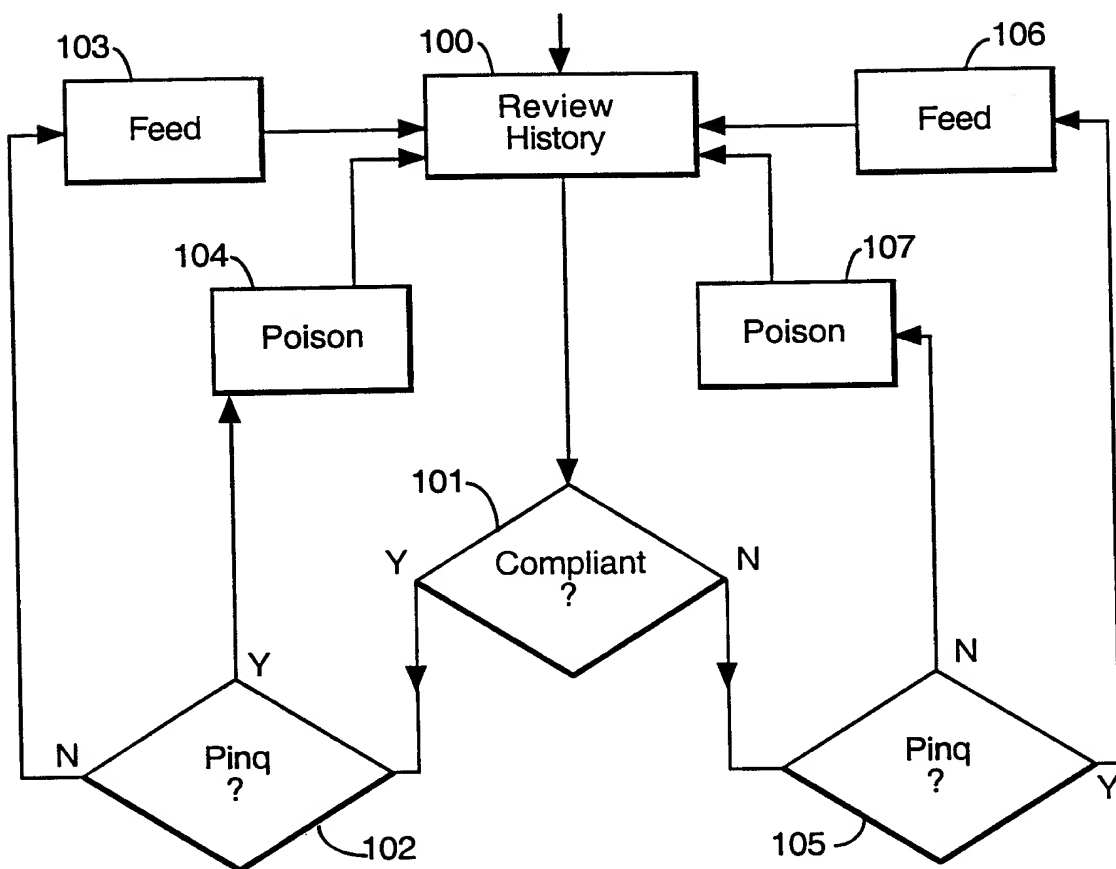 103
Feed
100
Review
History
106
Feed
104
Poison
107
Poison
101
Compliant
?
Y
N
Y
N
Pinq
?
102
N
Y
Pinq
?
105